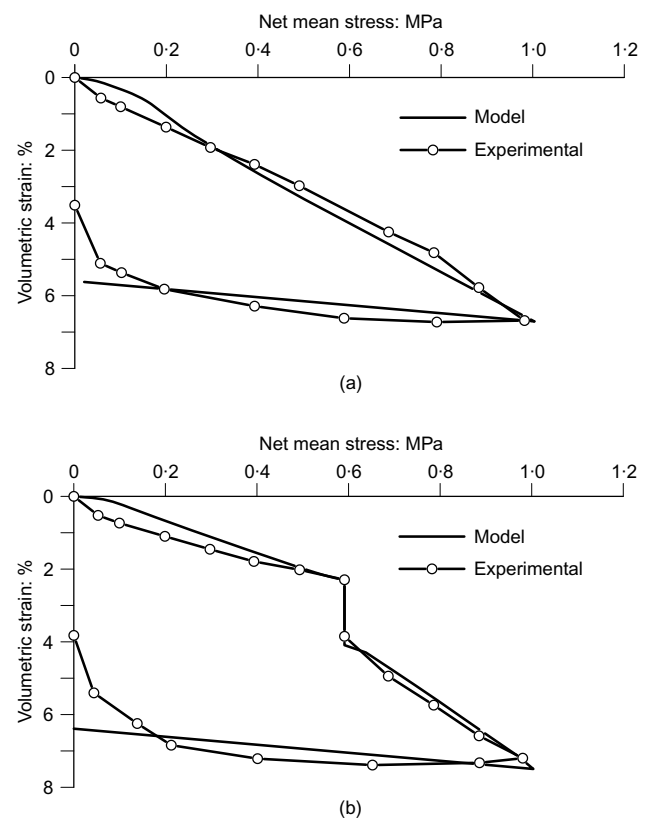 Net mean stress: MPa
0 0·2 0·4 0·6 0·8 1·0 1·2
0
2
4
6
8
Volumetric strain: %
Model
Experimental
(a)
Net mean stress: MPa
0 0·2 0·4 0·6 0·8 1·0 1·2
0
2
4
6
8
Volumetric strain: %
Model
Experimental
(b)